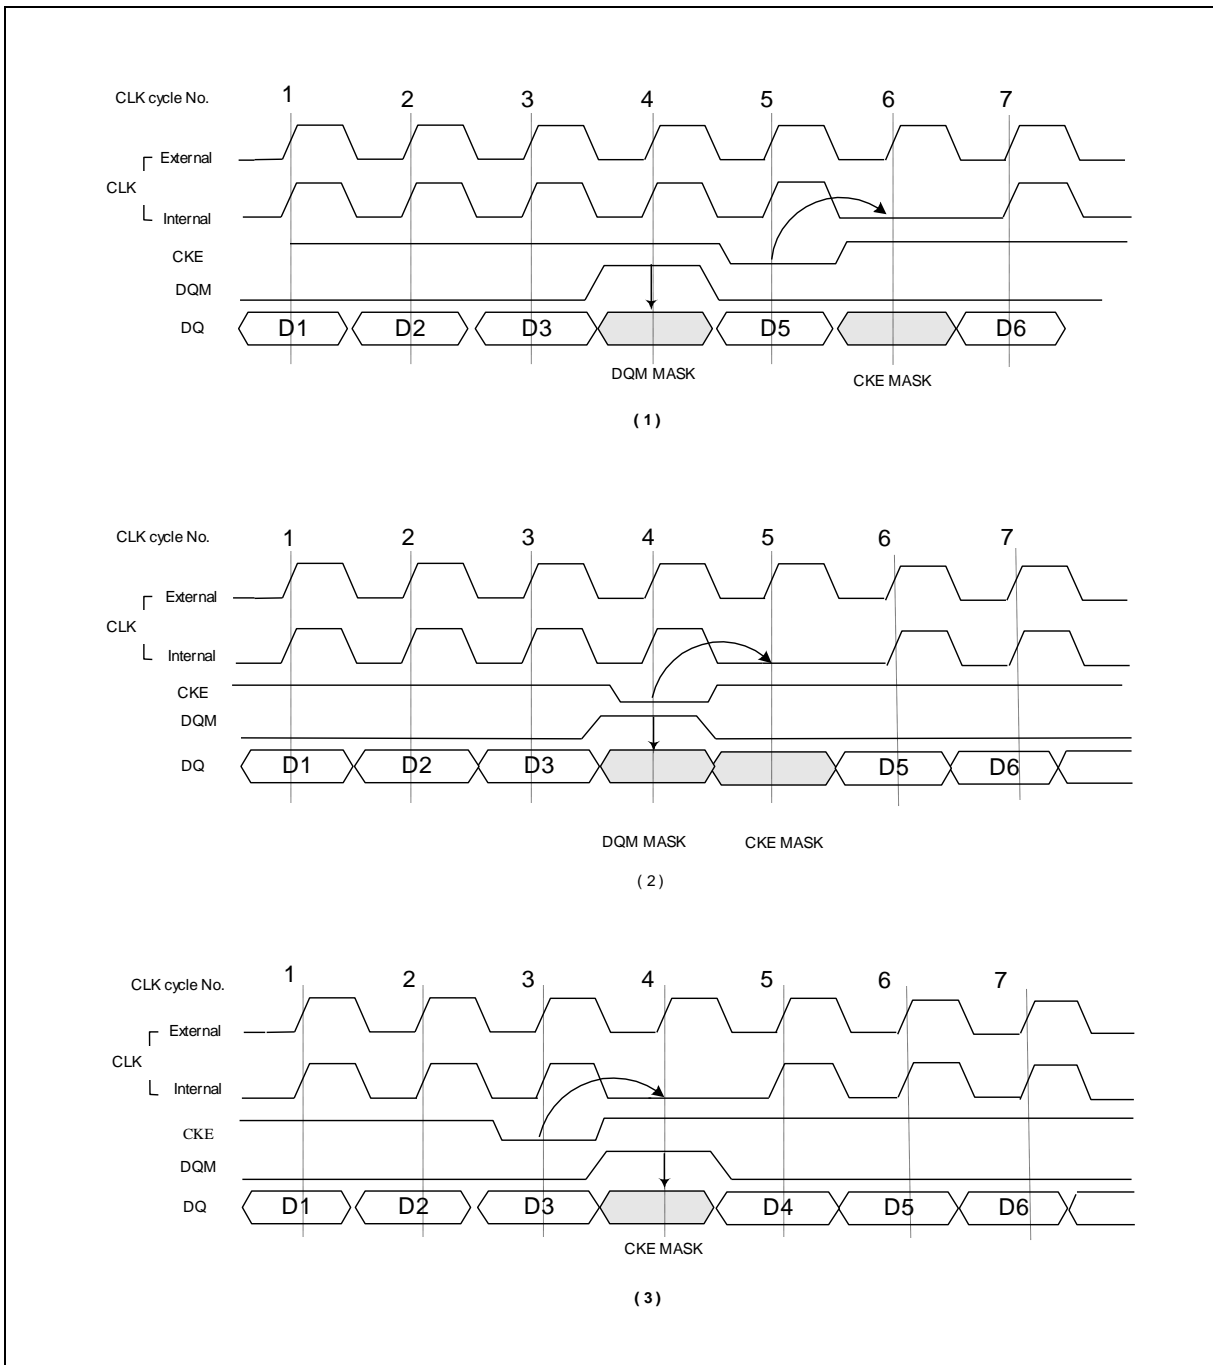 CLK cycle No. 1 2 3 4 5 6 7
External
CLK
Internal
CKE
DQM
DQ D1 D2 D3 D5 D6
DQM MASK CKE MASK
( 1 )
CLK cycle No. 1 2 3 4 5 6 7
External
CLK
Internal
CKE
DQM
DQ D1 D2 D3 D5 D6
DQM MASK CKE MASK
( 2 )
CLK cycle No. 1 2 3 4 5 6 7
External
CLK
Internal
CKE
DQM
DQ D1 D2 D3 D4 D5 D6
CKE MASK
( 3 )